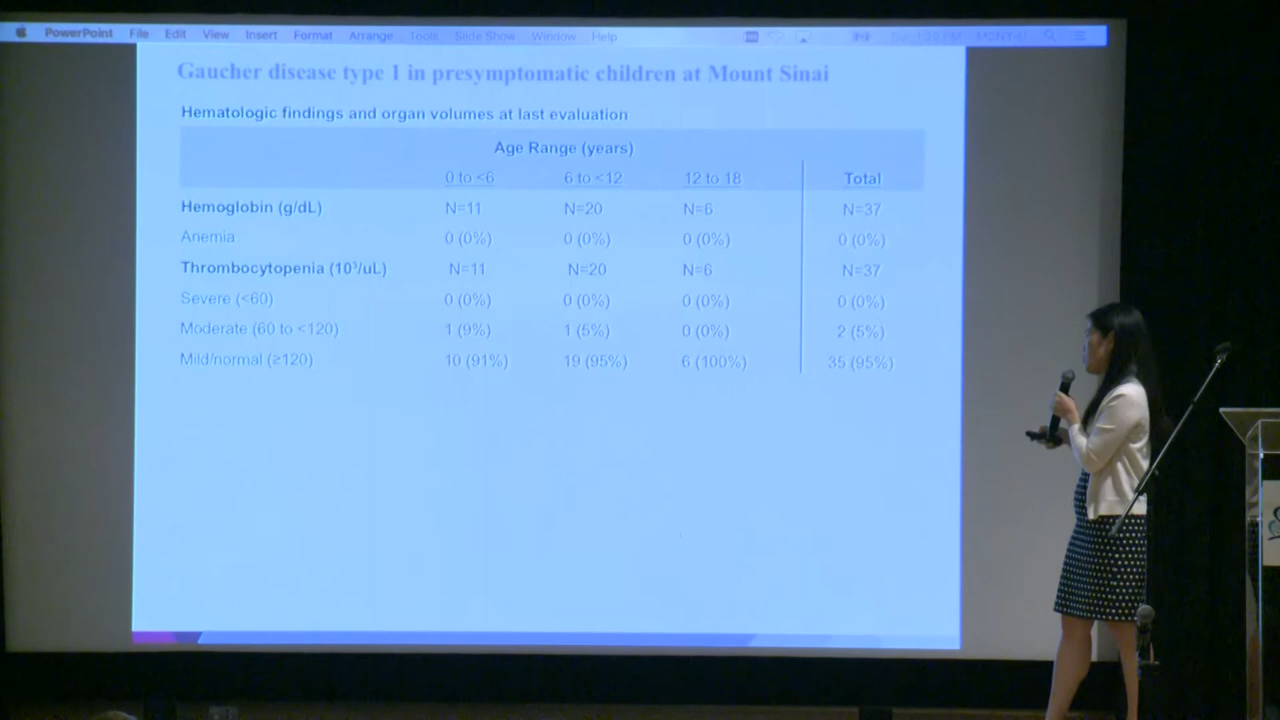 PowerPoint File Edit View Insert Format Arrange Tools Slide Show Window Help
Gaucher disease type 1 in presymptomatic children at Mount Sinai
Hematologic findings and organ volumes at last evaluation
Age Range (years)
0 to <6 6 to <12 12 to 18 Total
Hemoglobin (g/dL) N=11 N=20 N=6 N=37
Anemia 0 (0%) 0 (0%) 0 (0%) 0 (0%)
Thrombocytopenia (10³/uL) N=11 N=20 N=6 N=37
Severe (<60) 0 (0%) 0 (0%) 0 (0%) 0 (0%)
Moderate (60 to <120) 1 (9%) 1 (5%) 0 (0%) 2 (5%)
Mild/normal (≥120) 10 (91%) 19 (95%) 6 (100%) 35 (95%)